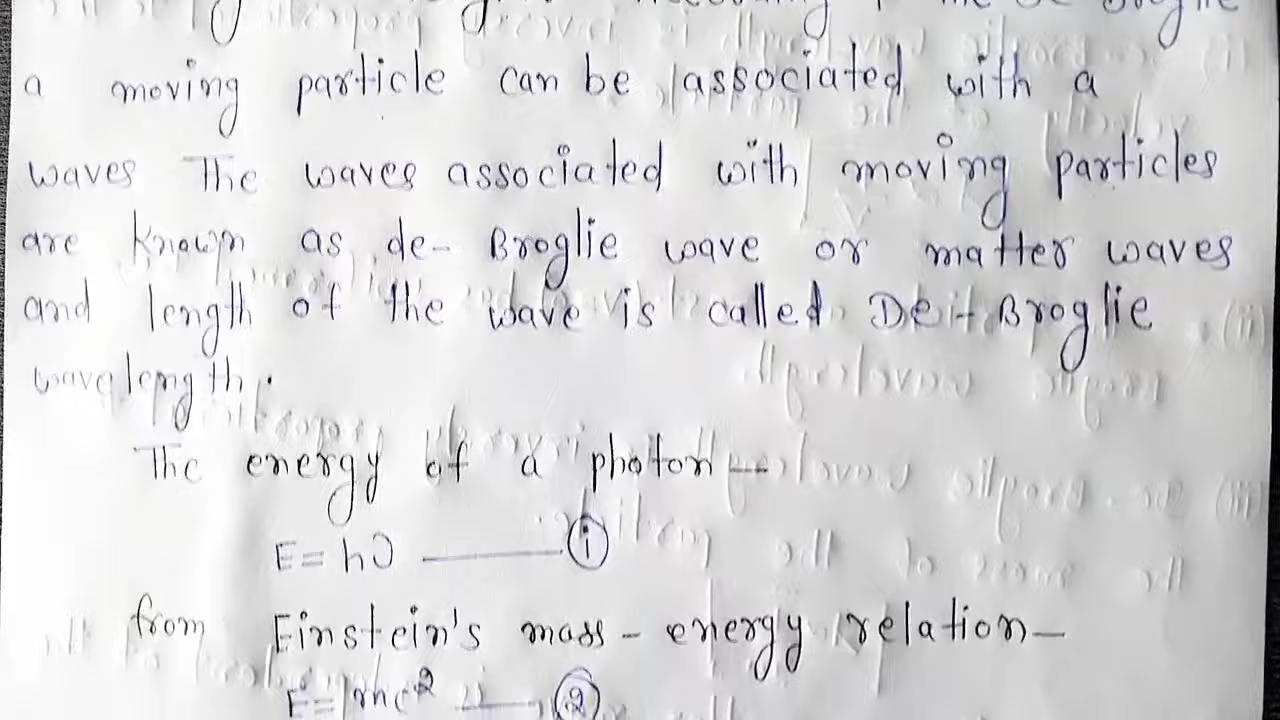 Broglie
a moving particle can be associated with a
waves The waves associated with moving particles
are known as de- Broglie wave or matter waves
and length of the wave is called De- Broglie
wavelength.
The energy of a photon —
E = hυ ——— (i)
from Einstein's mass - energy relation —
E = mc² ——— (2)